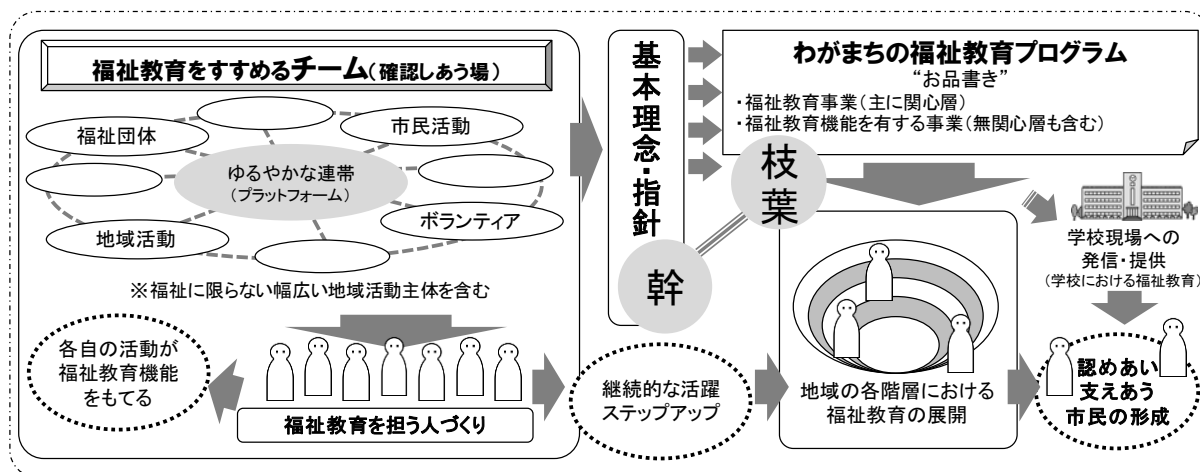 福祉教育をすすめるチーム(確認しあう場)
福祉団体
市民活動
ゆるやかな連帯
(プラットフォーム)
地域活動
ボランティア
※福祉に限らない幅広い地域活動主体を含む
各自の活動が
福祉教育機能
をもてる
福祉教育を担う人づくり
継続的な活躍
ステップアップ
基本理念・指針
幹
枝葉
わがまちの福祉教育プログラム
“お品書き”
・福祉教育事業(主に関心層)
・福祉教育機能を有する事業(無関心層も含む)
地域の各階層における
福祉教育の展開
学校現場への
発信・提供
(学校における福祉教育)
認めあい
支えあう
市民の形成